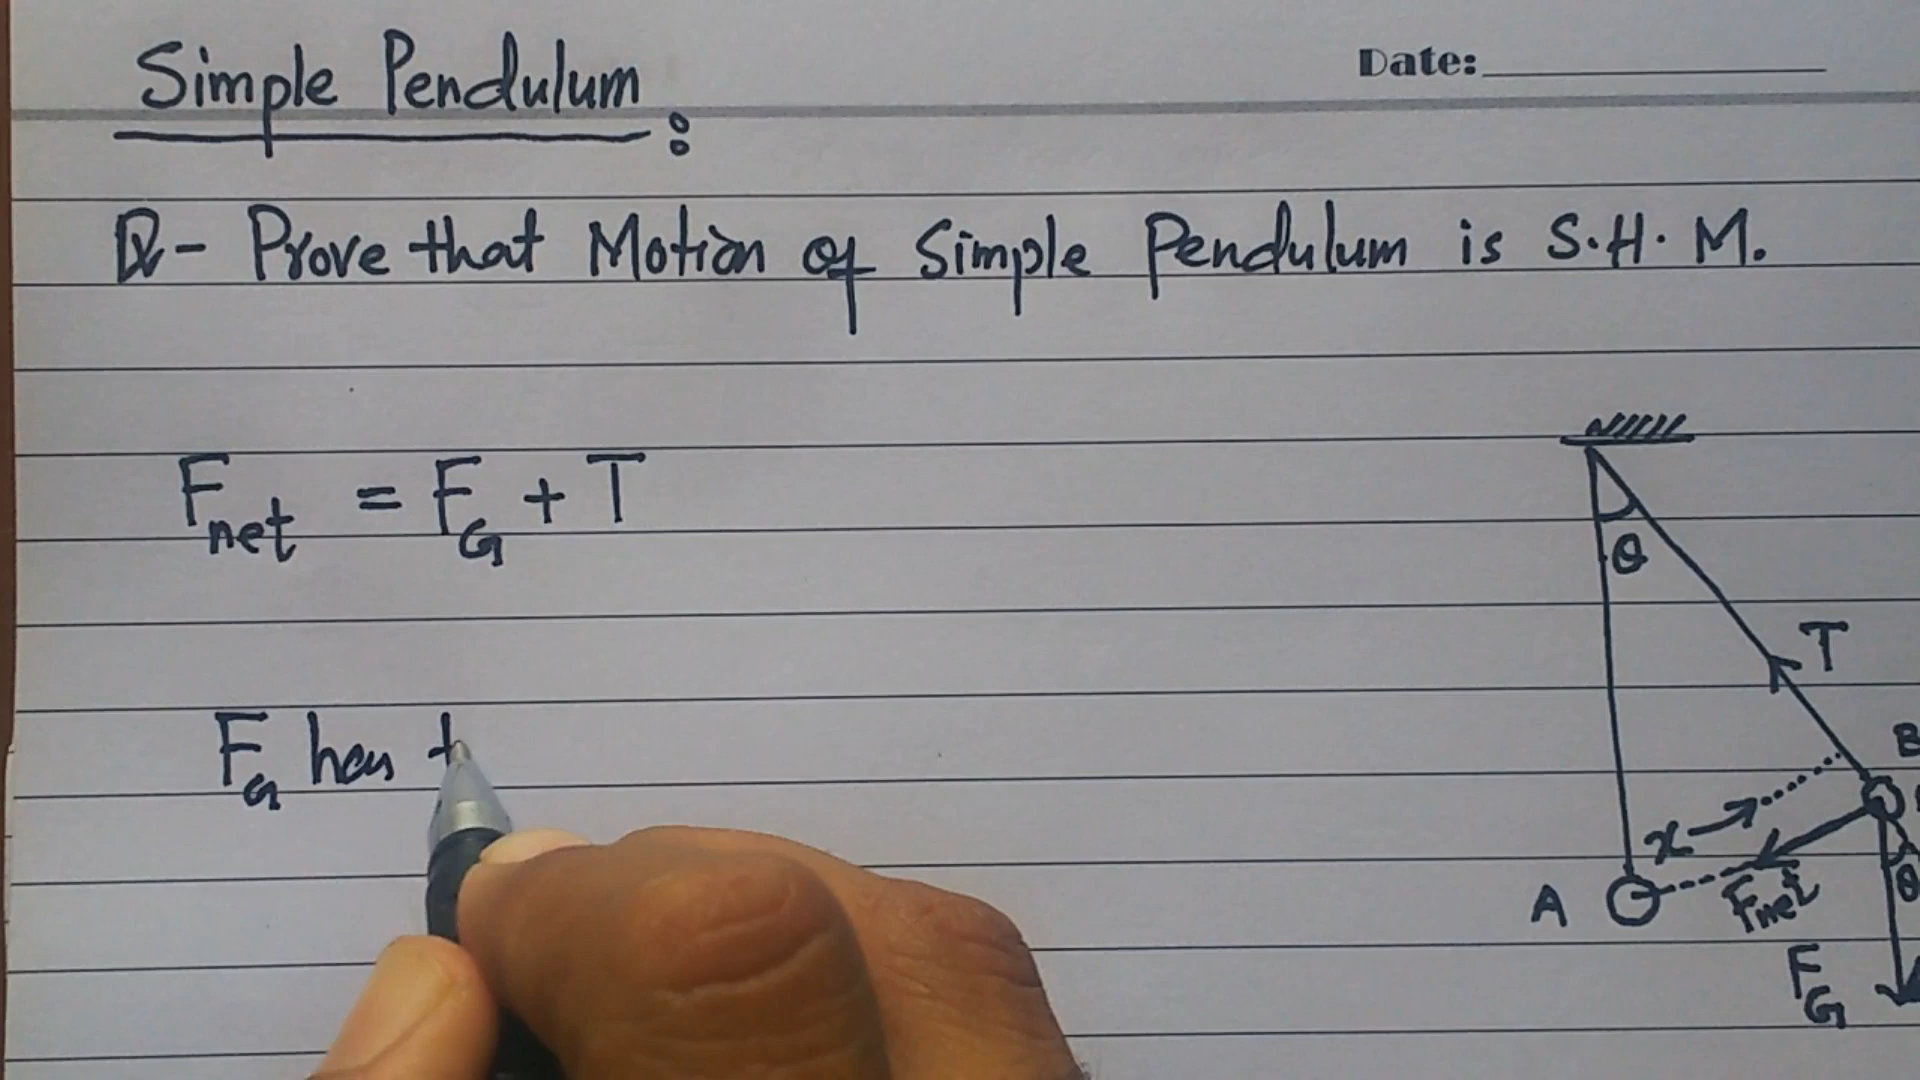 Simple Pendulum:
Date:
Q- Prove that Motion of Simple Pendulum is S.H.M.
Fnet = FG + T
FG has t
θ
T
B
x
A
Fnet
θ
FG